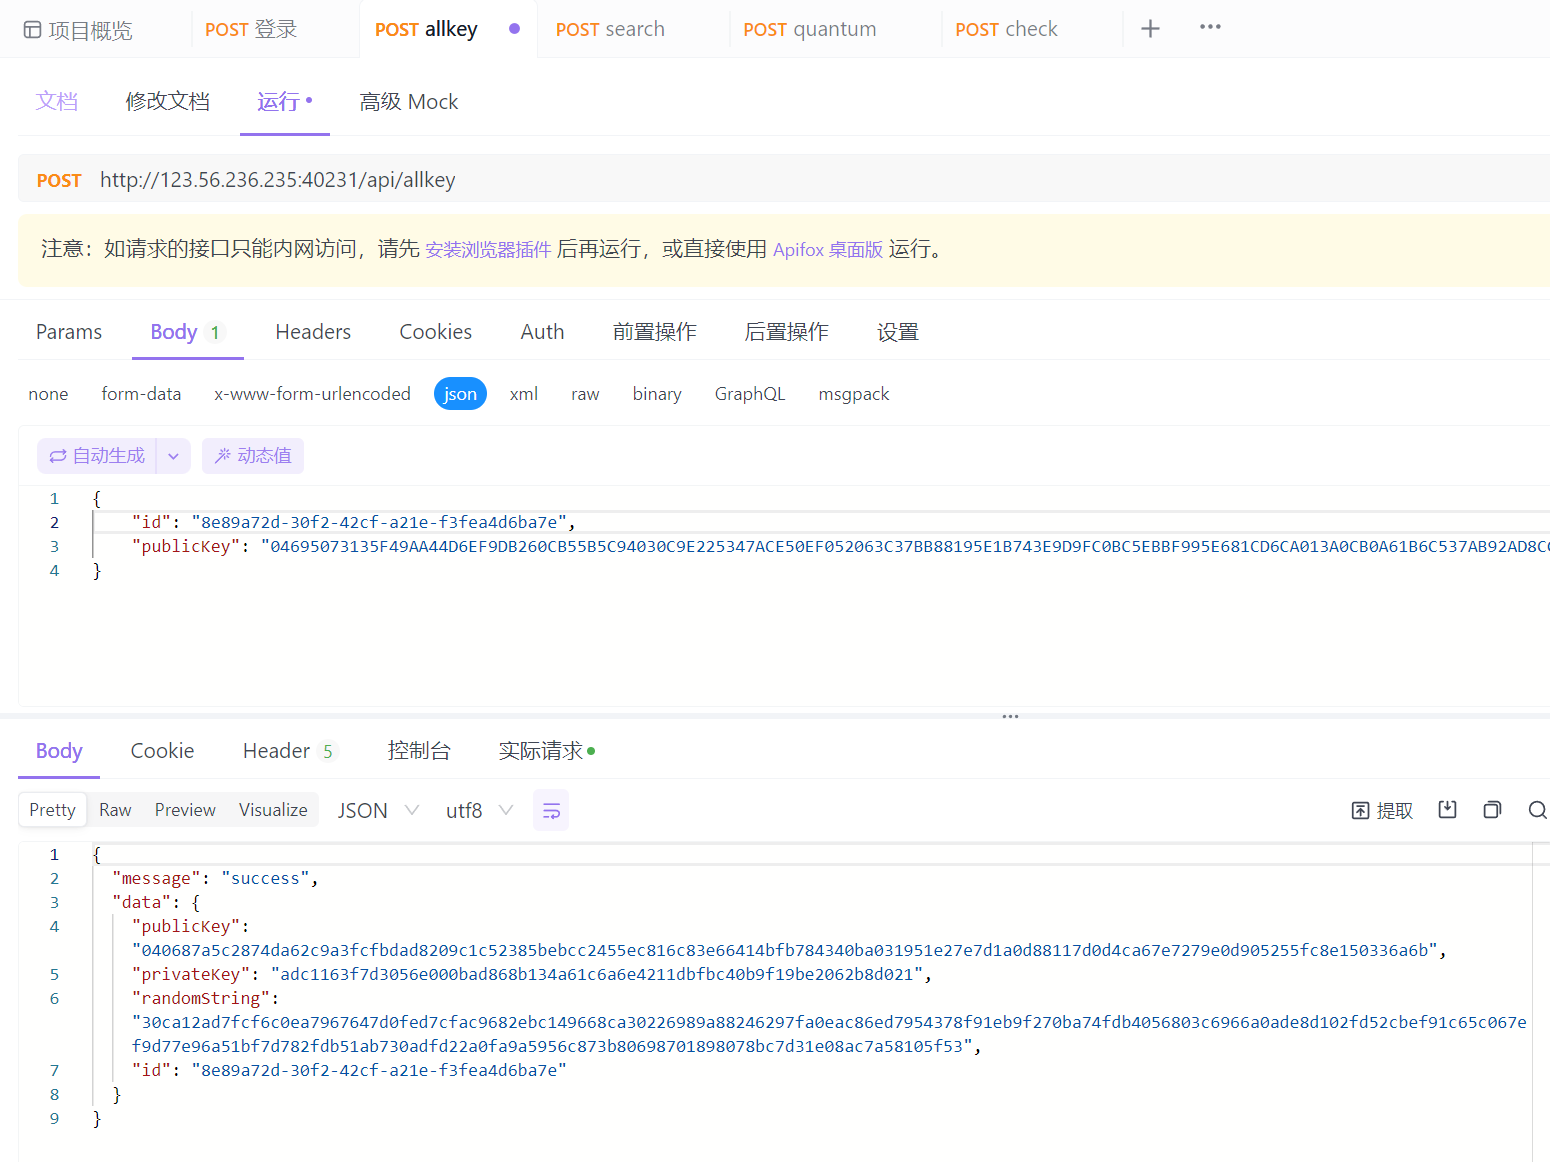 项目概览 POST 登录 POST allkey POST search POST quantum POST check
文档 修改文档 运行 高级 Mock
POST http://123.56.236.235:40231/api/allkey
注意：如请求的接口只能内网访问，请先 安装浏览器插件 后再运行，或直接使用 Apifox 桌面版 运行。
Params Body 1 Headers Cookies Auth 前置操作 后置操作 设置
none form-data x-www-form-urlencoded json xml raw binary GraphQL msgpack
自动生成 动态值
1 {
2 "id": "8e89a72d-30f2-42cf-a21e-f3fea4d6ba7e",
3 "publicKey": "04695073135F49AA44D6EF9DB260CB55B5C94030C9E225347ACE50EF052063C37BB88195E1B743E9D9FC0BC5EBBF995E681CD6CA013A0CB0A61B6C537AB92AD8CC
4 }
Body Cookie Header 5 控制台 实际请求
Pretty Raw Preview Visualize JSON utf8 提取
1 {
2 "message": "success",
3 "data": {
4 "publicKey":
"040687a5c2874da62c9a3fcfbdad8209c1c52385bebcc2455ec816c83e66414bfb784340ba031951e27e7d1a0d88117d0d4ca67e7279e0d905255fc8e150336a6b",
5 "privateKey": "adc1163f7d3056e000bad868b134a61c6a6e4211dbfbc40b9f19be2062b8d021",
6 "randomString":
"30ca12ad7fcf6c0ea7967647d0fed7cfac9682ebc149668ca30226989a88246297fa0eac86ed7954378f91eb9f270ba74fdb4056803c6966a0ade8d102fd52cbef91c65c067e
f9d77e96a51bf7d782fdb51ab730adfd22a0fa9a5956c873b80698701898078bc7d31e08ac7a58105f53",
7 "id": "8e89a72d-30f2-42cf-a21e-f3fea4d6ba7e"
8 }
9 }